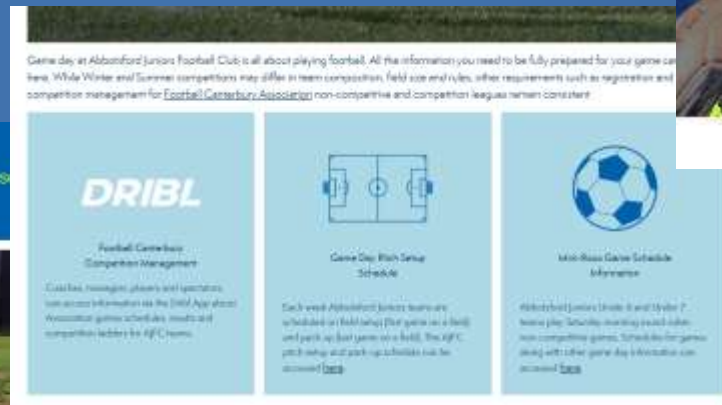 Game day at Abbotsford Juniors Football Club is all about playing football. All the information you need to be fully prepared for your game can
here. While Winter and Summer competitions may differ in team composition, field size and rules, other requirements such as registration and
competition management for Football Canterbury Association non-competitive and competition leagues remain consistent
DRIBL
Football Canterbury
Competition Management
Coaches, managers, players and spectators
can access information via the Dribl App about
Association games schedules, results and
competition ladders for AJFC teams.
Game Day Pitch Setup
Schedule
Each week Abbotsford Juniors teams are
scheduled on field setup (first game on a field)
and pack up (last game on a field). The AJFC
pitch setup and pack-up schedule can be
accessed here.
Mini-Roos Game Schedule
Information
Abbotsford Juniors Under 6 and Under 7
teams play Saturday morning round robin
non-competitive games. Schedules for games
along with other game day information can
accessed here.